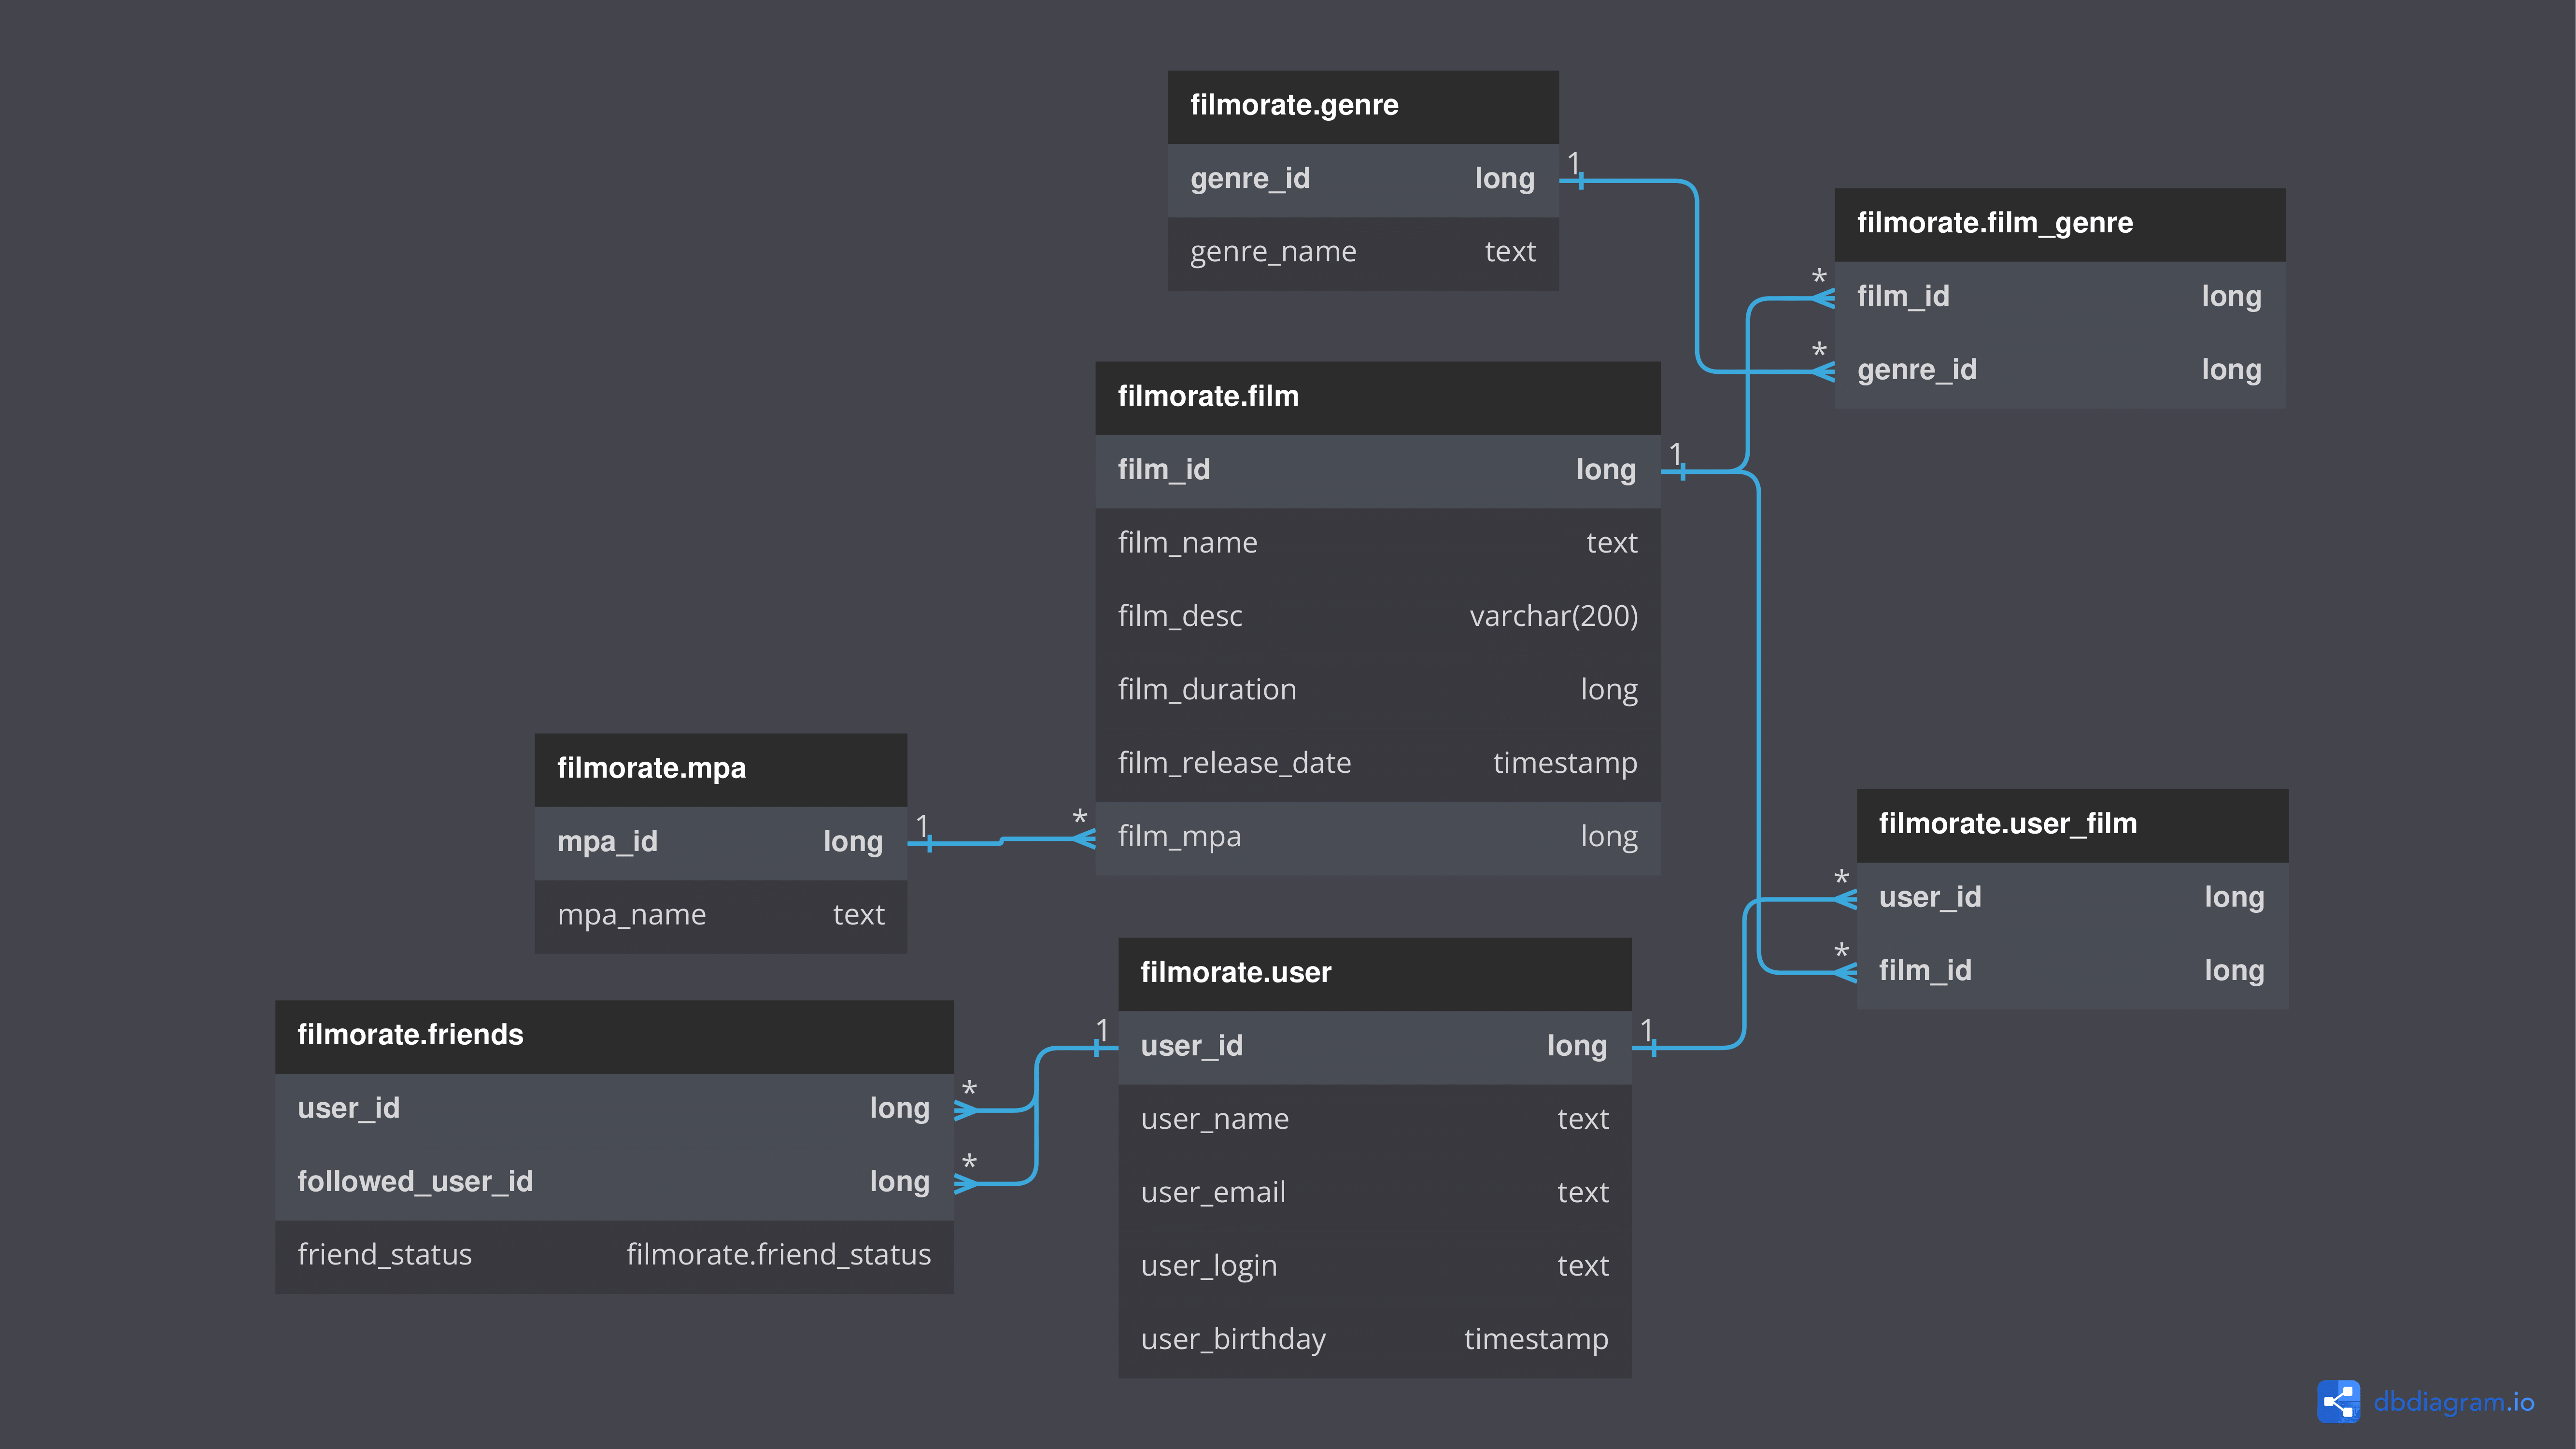 filmorate.genre
1
genre_id long
genre_name text
filmorate.film_genre
*
film_id long
*
genre_id long
filmorate.film
1
film_id long
film_name text
film_desc varchar(200)
film_duration long
film_release_date timestamp
*
film_mpa long
filmorate.mpa
1
mpa_id long
mpa_name text
filmorate.user_film
*
user_id long
*
film_id long
filmorate.user
1 1
user_id long
user_name text
user_email text
user_login text
user_birthday timestamp
filmorate.friends
*
user_id long
*
followed_user_id long
friend_status filmorate.friend_status
dbdiagram.io